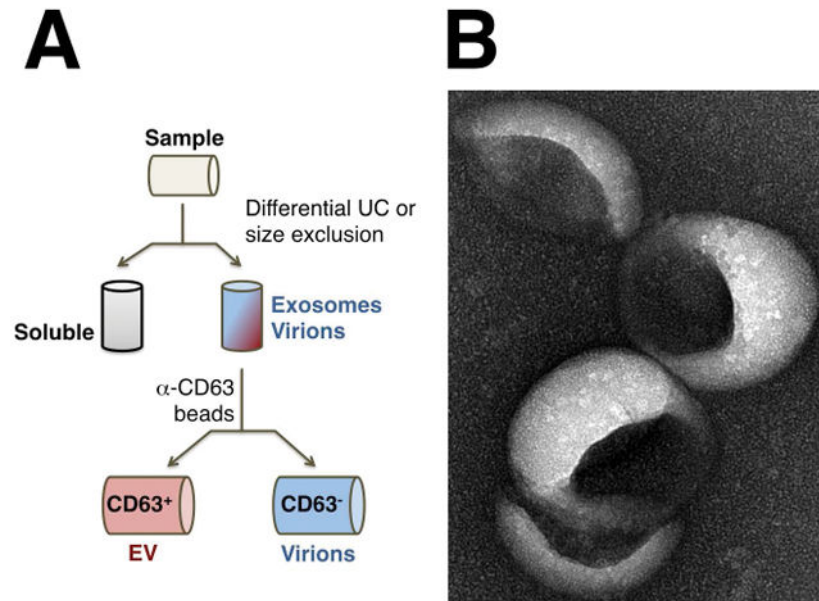 A
B
Sample
Differential UC or
size exclusion
Soluble
Exosomes
Virions
α-CD63
beads
CD63⁺
CD63⁻
EV
Virions